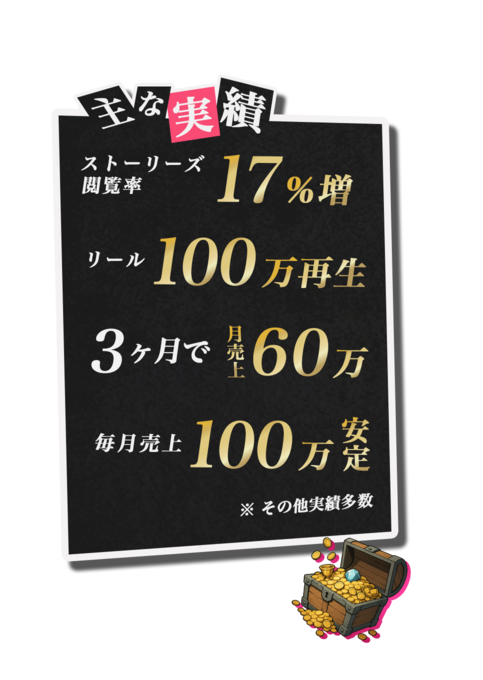 主な実績
ストーリーズ
閲覧率
17%増
リール 100万再生
3ヶ月で 月売上 60万
毎月売上 100万 安定
※ その他実績多数